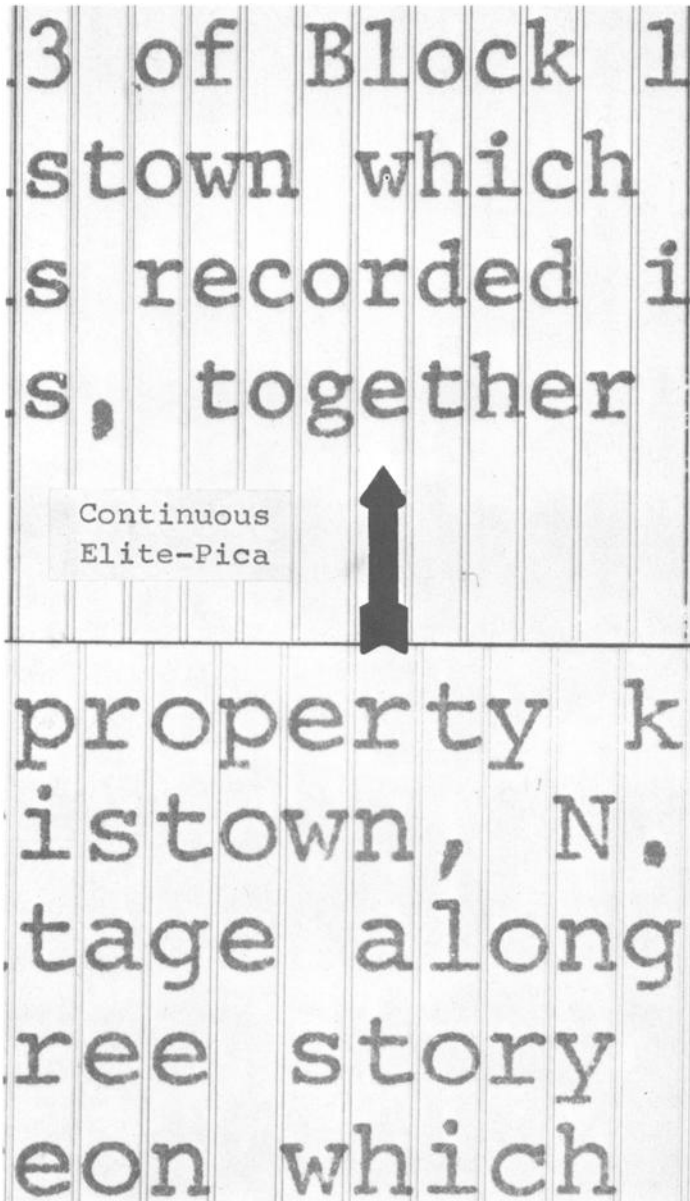 .3 of Block 1
.stown which
.s recorded i
.s, together
Continuous
Elite-Pica
property k
istown, N.
tage along
ree story
eon which